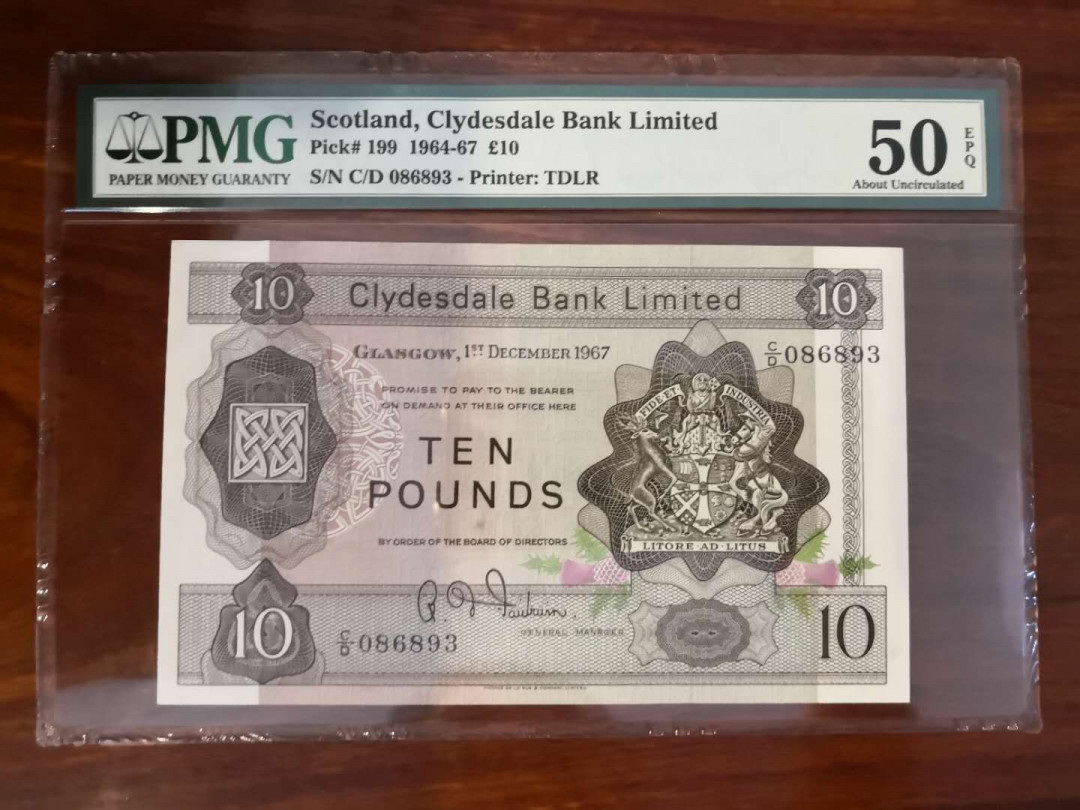 PMG
PAPER MONEY GUARANTY
Scotland, Clydesdale Bank Limited
Pick# 199 1964-67 £10
S/N C/D 086893 - Printer: TDLR
50
EPQ
About Uncirculated
10 Clydesdale Bank Limited 10
GLASGOW, 1ST DECEMBER 1967
C/D 086893
PROMISE TO PAY TO THE BEARER
ON DEMAND AT THEIR OFFICE HERE
TEN
POUNDS
BY ORDER OF THE BOARD OF DIRECTORS
FIDE ET INDUSTRIA
LITORE·AD·LITUS
GENERAL MANAGER
10
C/D 086893
10